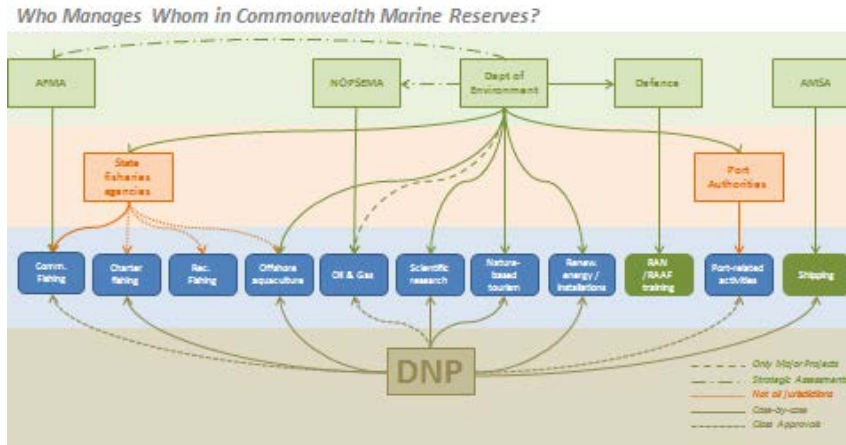 Who Manages Whom in Commonwealth Marine Reserves?
AFMA
NOPSEMA
Dept of
Environment
Defence
AMSA
State
fisheries
agencies
Port
Authorities
Comm.
Fishing
Charter
fishing
Rec.
Fishing
Offshore
aquaculture
Oil & Gas
Scientific
research
Nature-
based
tourism
Renew.
energy /
installations
RAN
/RAAF
training
Port-related
activities
Shipping
DNP
Only Major Projects
Strategic Assessment
Not all jurisdictions
Case-by-case
Class Approvals